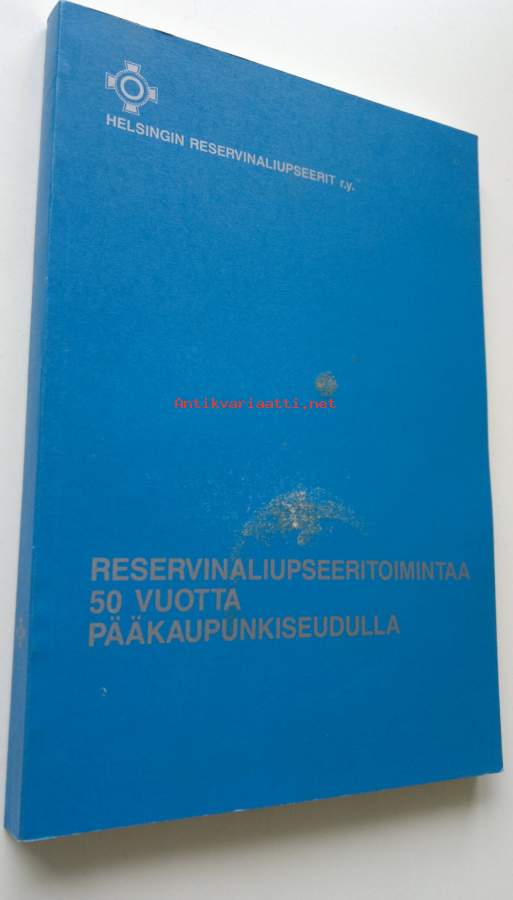 HELSINGIN RESERVINALIUPSEERIT r.y.
Antikvariaatti.net
RESERVINALIUPSEERITOIMINTAA
50 VUOTTA
PÄÄKAUPUNKISEUDULLA